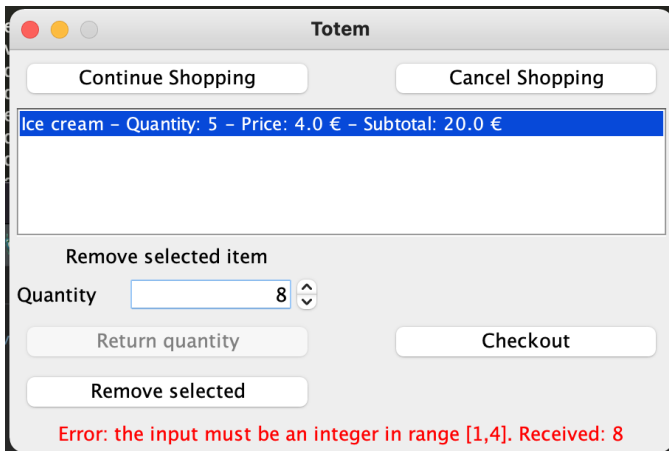 Totem
Continue Shopping
Cancel Shopping
Ice cream – Quantity: 5 – Price: 4.0 € – Subtotal: 20.0 €
Remove selected item
Quantity
8
Return quantity
Checkout
Remove selected
Error: the input must be an integer in range [1,4]. Received: 8